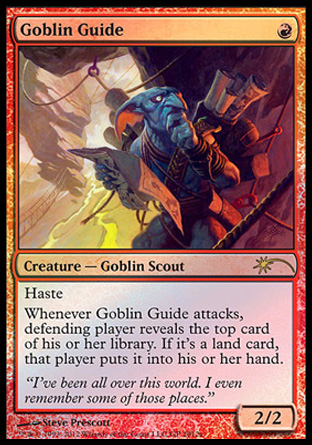 Goblin Guide
Creature — Goblin Scout
Haste
Whenever Goblin Guide attacks,
defending player reveals the top card
of his or her library. If it's a land card,
that player puts it into his or her hand.
"I've been all over this world. I even
remember some of those places."
Steve Prescott
2/2